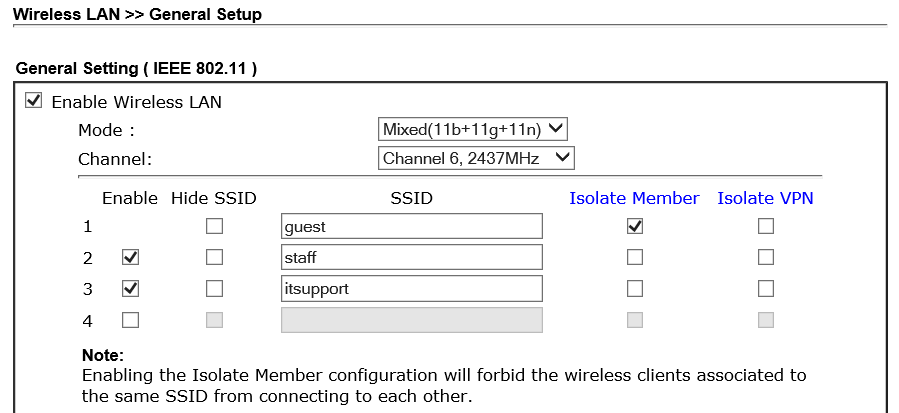 Wireless LAN >> General Setup
General Setting ( IEEE 802.11 )
Enable Wireless LAN
Mode : Mixed(11b+11g+11n)
Channel: Channel 6, 2437MHz
Enable Hide SSID SSID Isolate Member Isolate VPN
1 guest
2 staff
3 itsupport
4
Note:
Enabling the Isolate Member configuration will forbid the wireless clients associated to
the same SSID from connecting to each other.